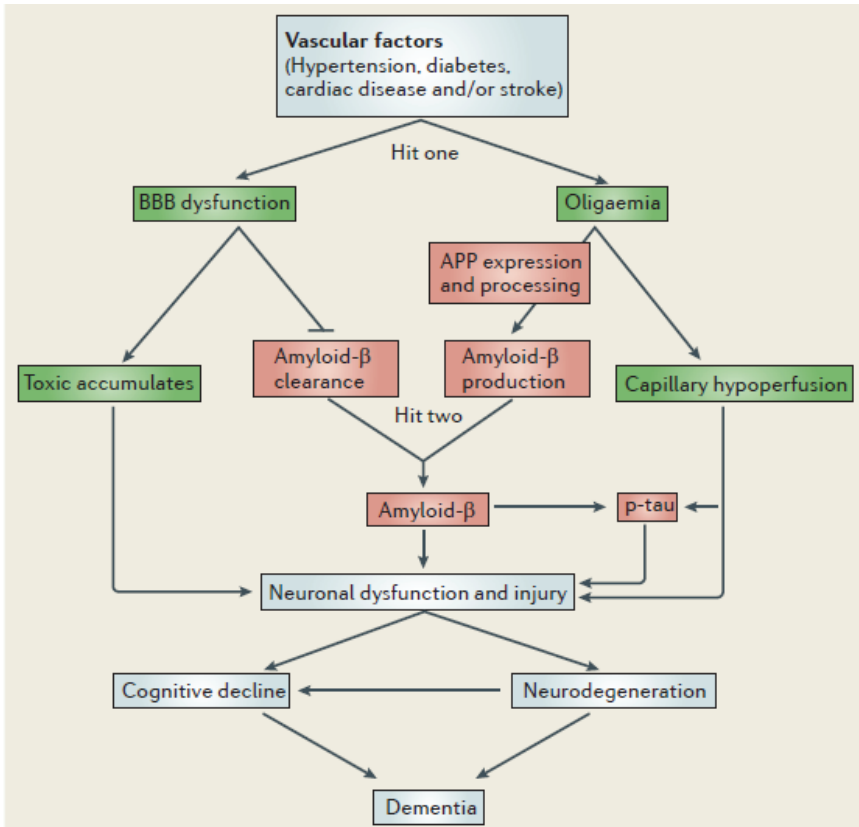 Vascular factors
(Hypertension, diabetes,
cardiac disease and/or stroke)
Hit one
BBB dysfunction
Oligaemia
APP expression
and processing
Toxic accumulates
Amyloid-β
clearance
Amyloid-β
production
Capillary hypoperfusion
Hit two
Amyloid-β
p-tau
Neuronal dysfunction and injury
Cognitive decline
Neurodegeneration
Dementia